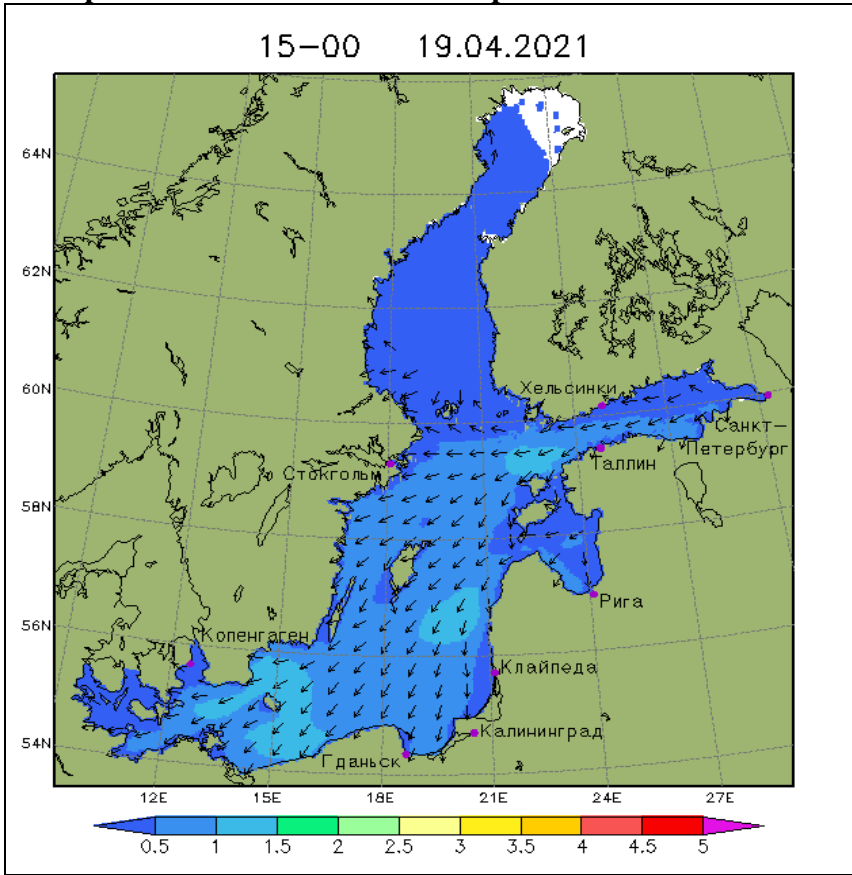 15-00 19.04.2021
64N
62N
60N
Хельсинки
Санкт-
Петербург
Стокгольм
Таллин
58N
Рига
56N
Копенгаген
Клайпеда
Калининград
54N
Гданьск
12E 15E 18E 21E 24E 27E
0.5 1 1.5 2 2.5 3 3.5 4 4.5 5